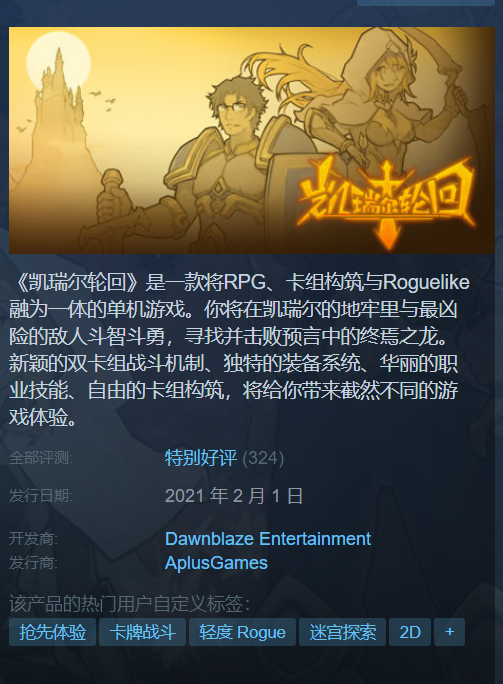 凯瑞尔轮回
《凯瑞尔轮回》是一款将RPG、卡组构筑与Roguelike
融为一体的单机游戏。你将在凯瑞尔的地牢里与最凶
险的敌人斗智斗勇，寻找并击败预言中的终焉之龙。
新颖的双卡组战斗机制、独特的装备系统、华丽的职
业技能、自由的卡组构筑，将给你带来截然不同的游
戏体验。
全部评测: 特别好评 (324)
发行日期: 2021 年 2 月 1 日
开发商: Dawnblaze Entertainment
发行商: AplusGames
该产品的热门用户自定义标签：
抢先体验 卡牌战斗 轻度 Rogue 迷宫探索 2D +